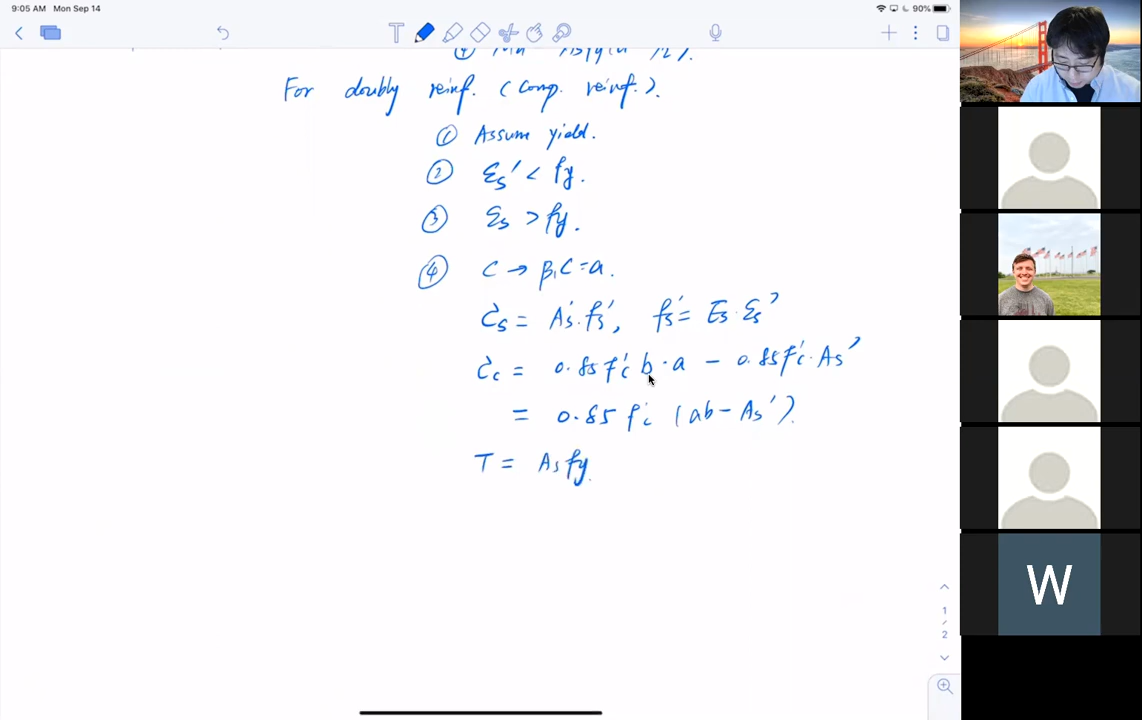 9:05 AM Mon Sep 14
90%
T
For doubly reinf. (Comp. reinf.).
① Assume yield.
② εs' < fy.
③ εs > fy.
④ C → β₁C = a.
Cs = As'·fs', fs' = Es·εs'
Cc = 0.85 f'c b·a − 0.85 f'c·As'
= 0.85 f'c (ab − As').
T = As fy.
1
/
2
W